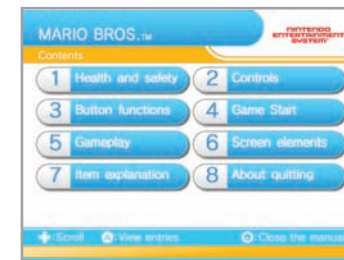 MARIO BROS.™
NINTENDO
ENTERTAINMENT
SYSTEM®
Contents
1 Health and safety
2 Controls
3 Button functions
4 Game Start
5 Gameplay
6 Screen elements
7 Item explanation
8 About quitting
:Scroll A:View entries :Close the manual